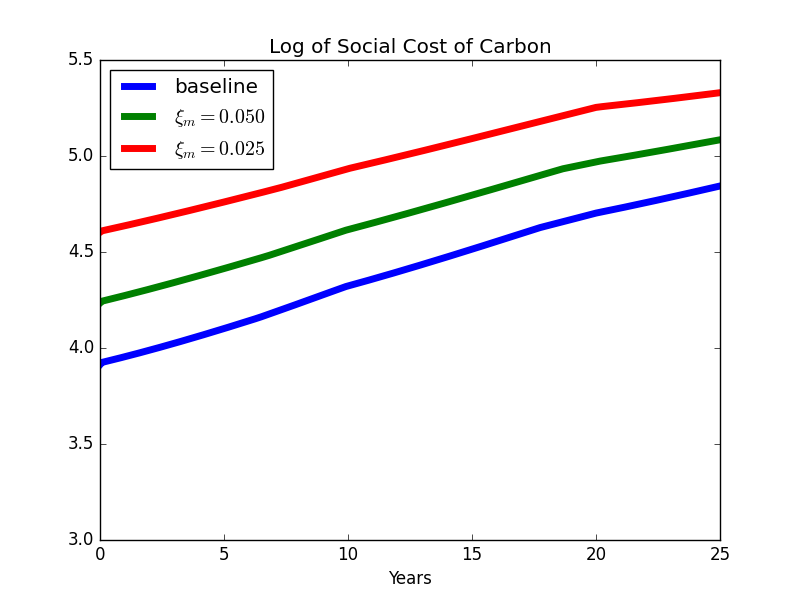 Log of Social Cost of Carbon
5.5
5.0
4.5
4.0
3.5
3.0
baseline
ξm = 0.050
ξm = 0.025
0 5 10 15 20 25
Years